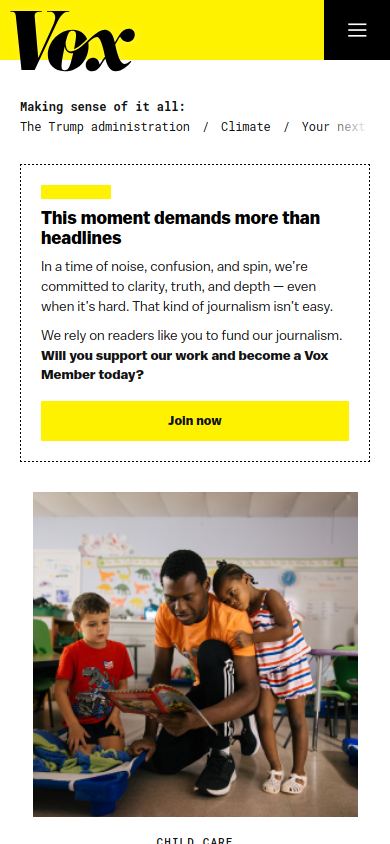 Vox
Making sense of it all:
The Trump administration / Climate / Your next
This moment demands more than
headlines
In a time of noise, confusion, and spin, we're
committed to clarity, truth, and depth — even
when it's hard. That kind of journalism isn't easy.
We rely on readers like you to fund our journalism.
Will you support our work and become a Vox
Member today?
Join now
CHILD CARE